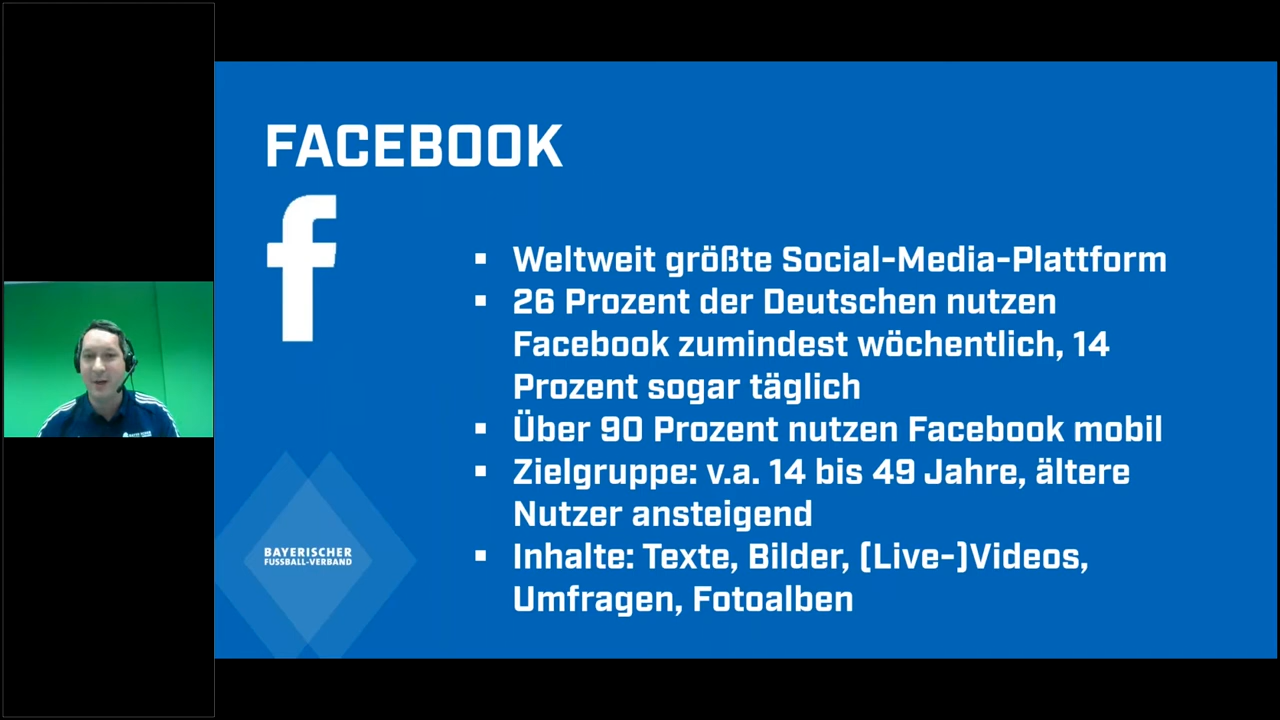 FACEBOOK
f
▪ Weltweit größte Social-Media-Plattform
▪ 26 Prozent der Deutschen nutzen
Facebook zumindest wöchentlich, 14
Prozent sogar täglich
▪ Über 90 Prozent nutzen Facebook mobil
▪ Zielgruppe: v.a. 14 bis 49 Jahre, ältere
Nutzer ansteigend
▪ Inhalte: Texte, Bilder, (Live-)Videos,
Umfragen, Fotoalben
BAYERISCHER
FUSSBALL-VERBAND